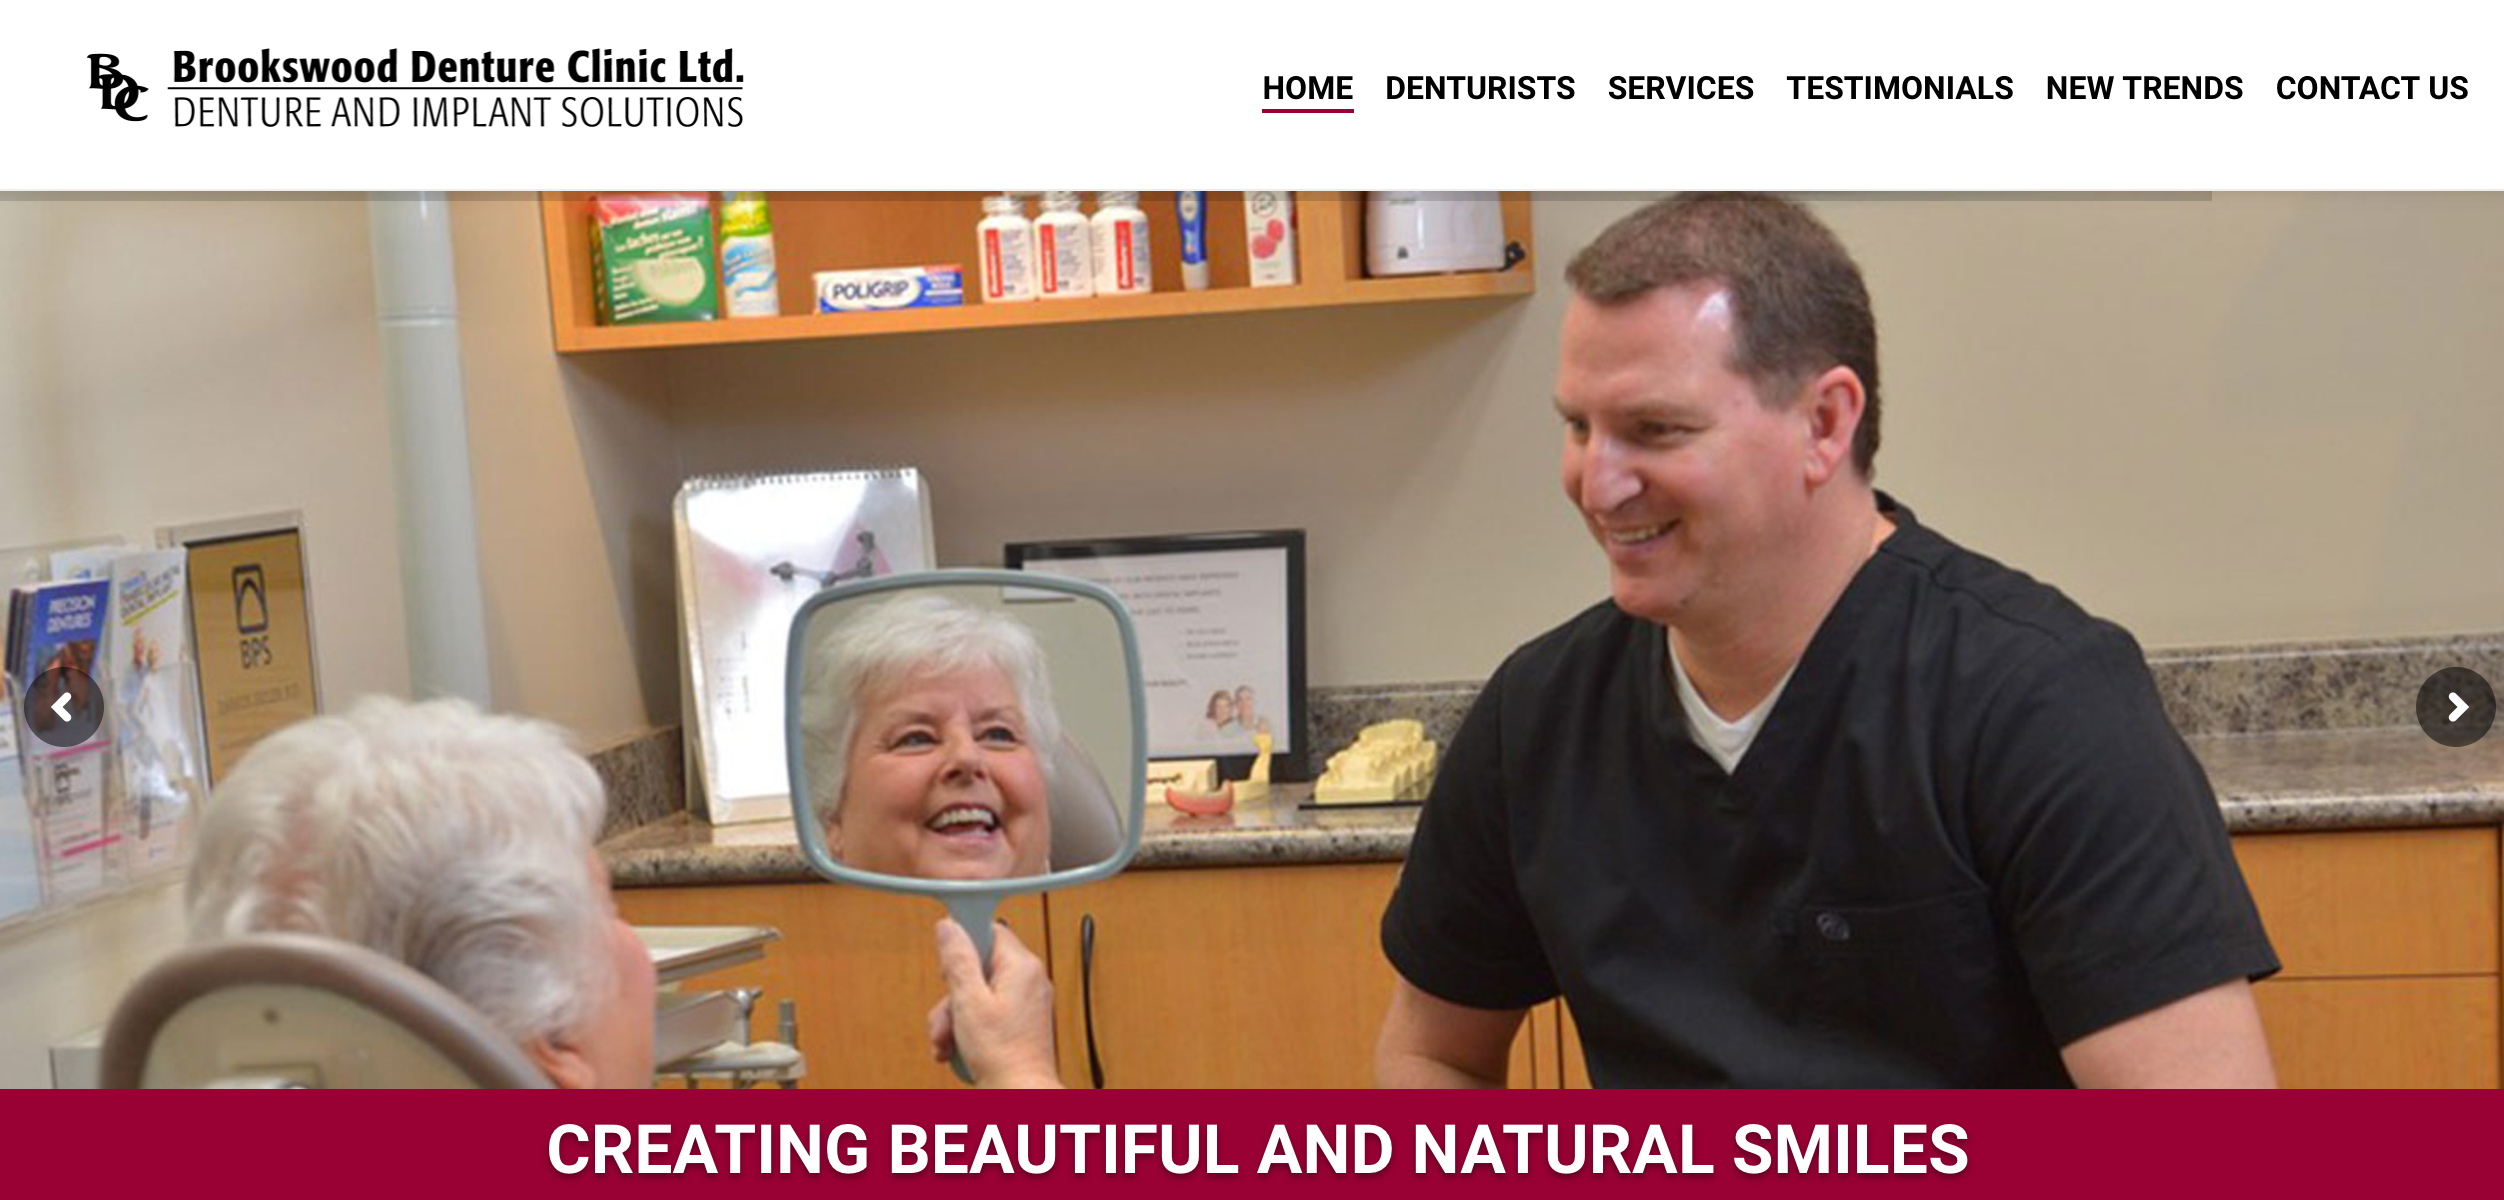 BDC
Brookswood Denture Clinic Ltd.
DENTURE AND IMPLANT SOLUTIONS
HOME DENTURISTS SERVICES TESTIMONIALS NEW TRENDS CONTACT US
POLIGRIP
PRECISION
DENTURES
BPS
CREATING BEAUTIFUL AND NATURAL SMILES